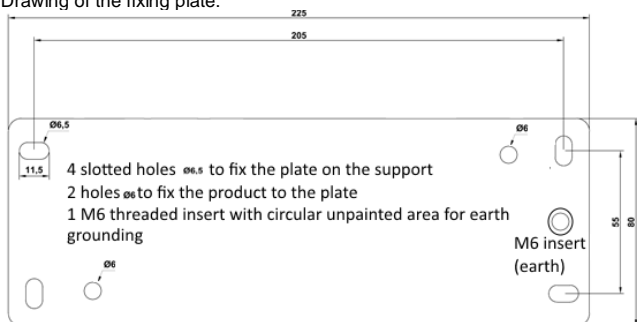 Drawing of the fixing plate:
225
205
Ø6,5
Ø6
11,5
4 slotted holes Ø6,5 to fix the plate on the support
2 holes Ø6 to fix the product to the plate
1 M6 threaded insert with circular unpainted area for earth
grounding
55
80
M6 insert
(earth)
Ø6